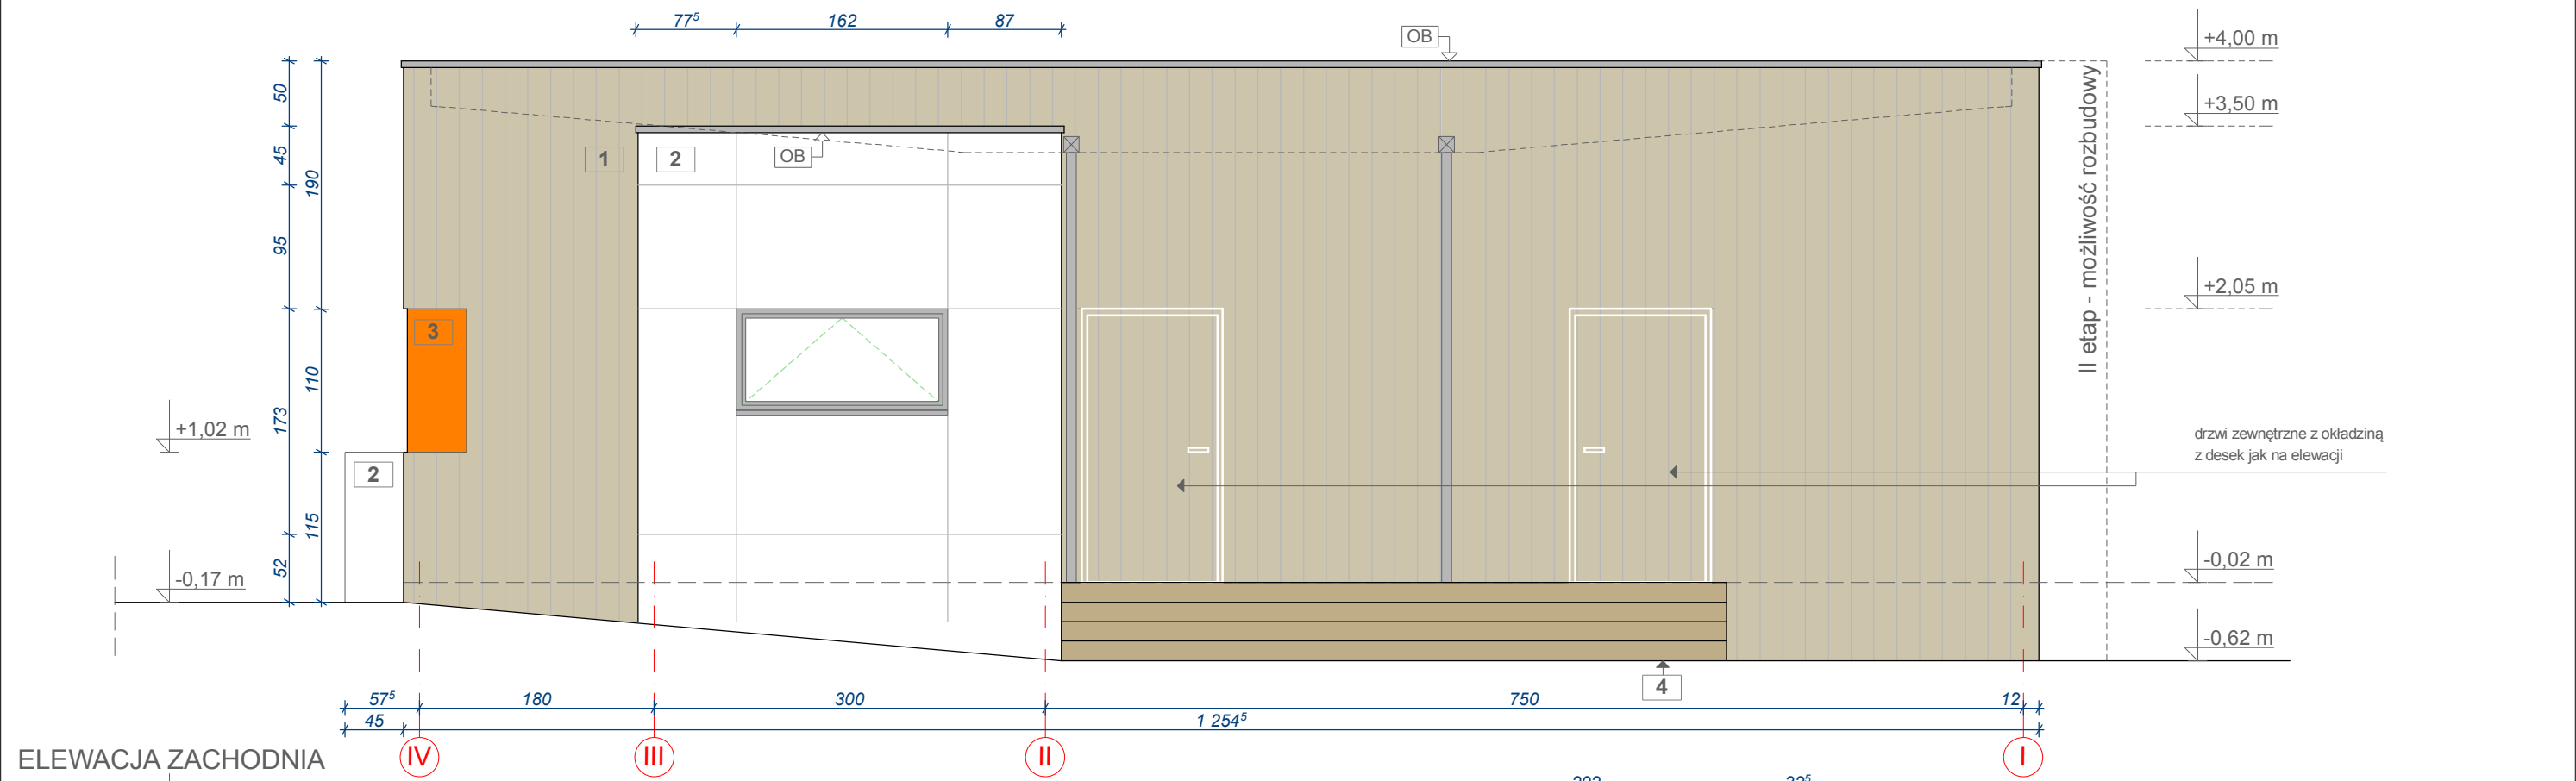 77⁵ 162 87
OB
+4,00 m
50
+3,50 m
II etap - możliwość rozbudowy
45
190
1
2
OB
95
+2,05 m
3
110
173
+1,02 m
drzwi zewnętrzne z okładziną
z desek jak na elewacji
2
115
52
-0,17 m
-0,02 m
-0,62 m
4
57⁵ 180 300 750 12
45 1 254⁵
ELEWACJA ZACHODNIA
IV III II I